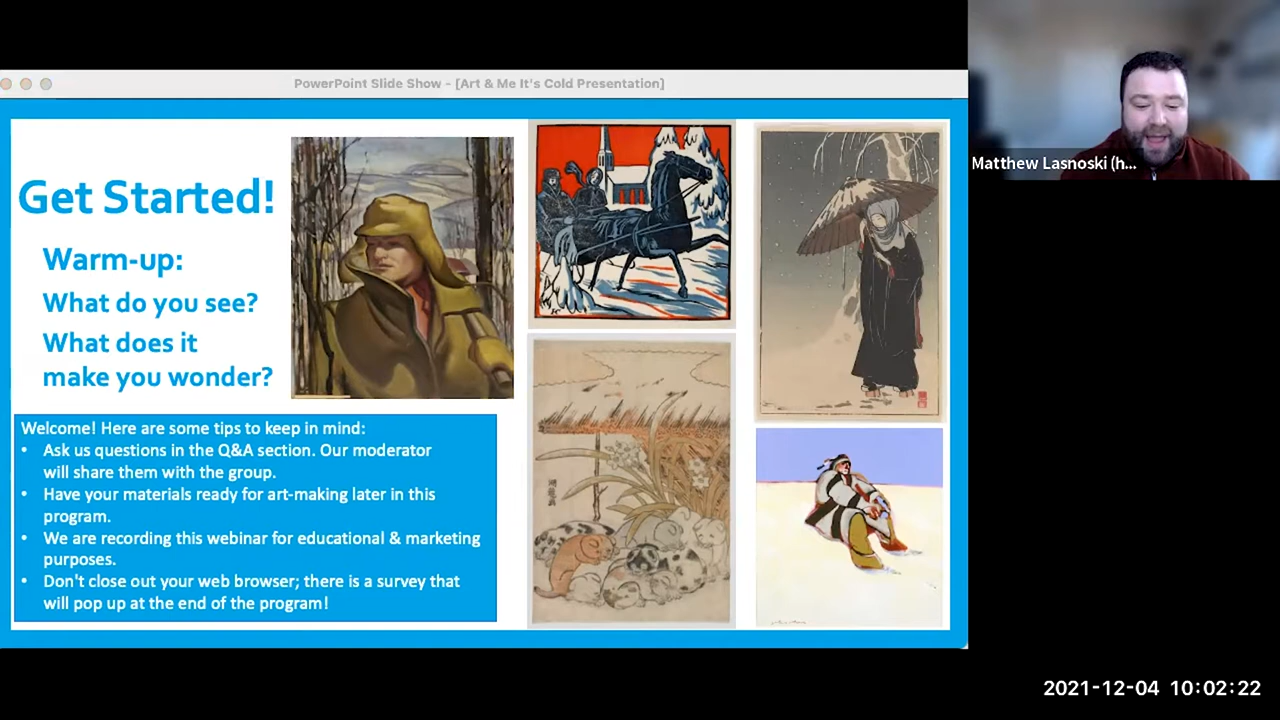 PowerPoint Slide Show - [Art & Me It's Cold Presentation]
Get Started!
Warm-up:
What do you see?
What does it
make you wonder?
Welcome! Here are some tips to keep in mind:
• Ask us questions in the Q&A section. Our moderator
will share them with the group.
• Have your materials ready for art-making later in this
program.
• We are recording this webinar for educational & marketing
purposes.
• Don't close out your web browser; there is a survey that
will pop up at the end of the program!
Matthew Lasnoski (h...
2021-12-04 10:02:22